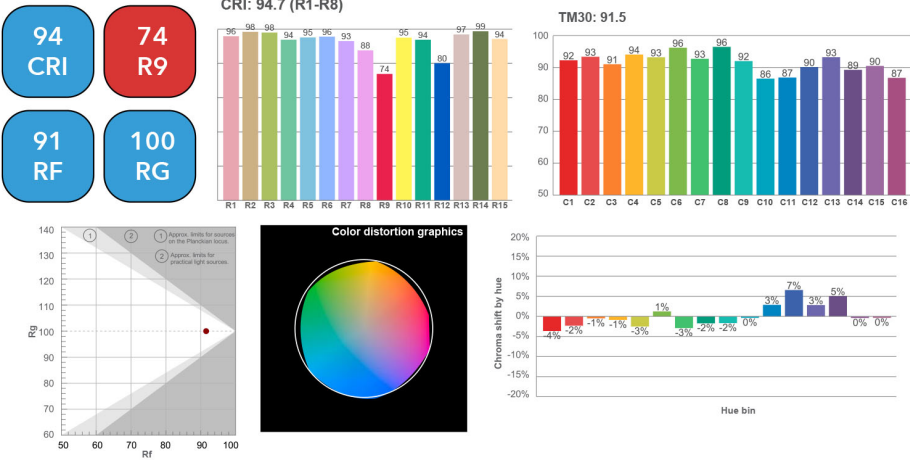 94
CRI
74
R9
91
RF
100
RG
CRI: 94.7 (R1-R8)
96 98 98 94 95 96 93 88 74 95 94 80 97 99 94
R1 R2 R3 R4 R5 R6 R7 R8 R9 R10 R11 R12 R13 R14 R15
TM30: 91.5
100
90
80
70
60
50
92 93 91 94 93 96 93 96 92 86 87 90 93 89 90 87
C1 C2 C3 C4 C5 C6 C7 C8 C9 C10 C11 C12 C13 C14 C15 C16
140
130
120
110
100
90
80
70
60
Rg
1 2
1 Approx. limits for sources
on the Planckian locus.
2 Approx. limits for
practical light sources.
50 60 70 80 90 100
Rf
Color distortion graphics
Chroma shift by hue
20%
15%
10%
5%
0%
-5%
-10%
-15%
-20%
-4% -2% -1% -1% -3% 1% -3% -2% -2% 0% 3% 7% 3% 5% 0% 0%
Hue bin